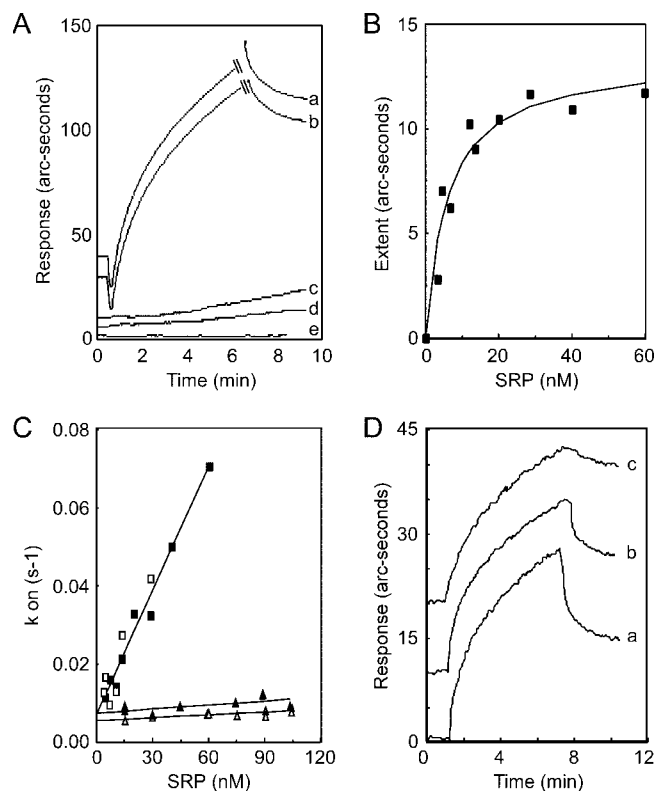 A
Response (arc-seconds)
150
100
50
0
a
b
c
d
e
0 2 4 6 8 10
Time (min)
B
Extent (arc-seconds)
15
10
5
0
0 20 40 60
SRP (nM)
C
k on (s-1)
0.08
0.06
0.04
0.02
0.00
0 30 60 90 120
SRP (nM)
D
Response (arc-seconds)
45
30
15
0
c
b
a
0 4 8 12
Time (min)